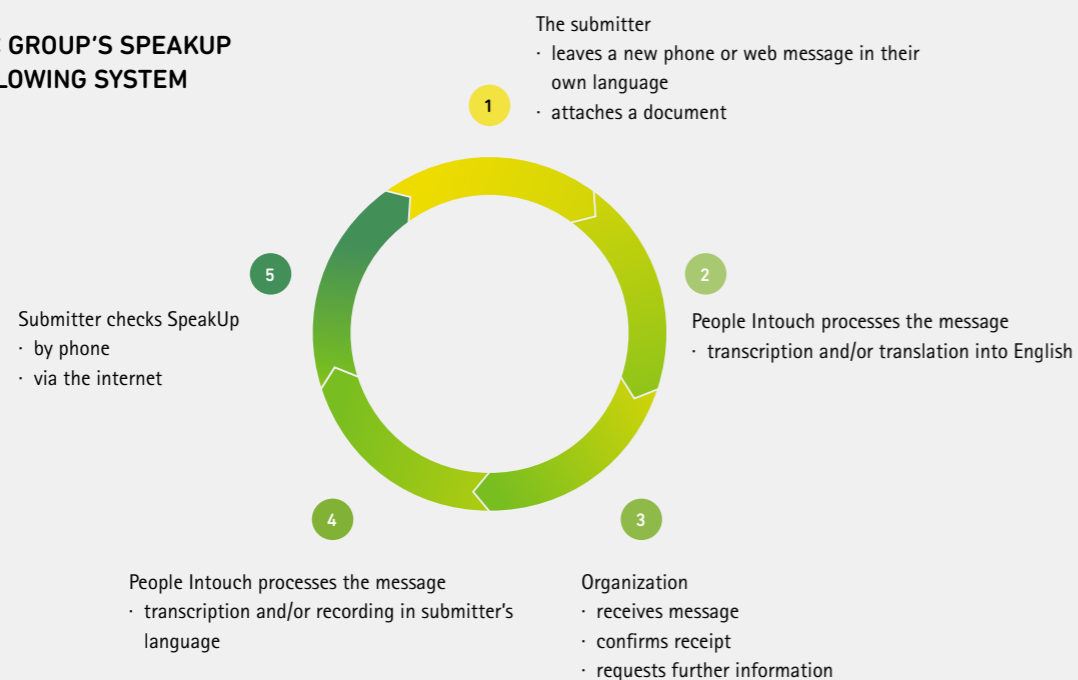 GROUP'S SPEAKUP
SYSTEM
1
The submitter
· leaves a new phone or web message in their
own language
· attaches a document
2
People Intouch processes the message
· transcription and/or translation into English
3
Organization
· receives message
· confirms receipt
· requests further information
4
People Intouch processes the message
· transcription and/or recording in submitter's
language
5
Submitter checks SpeakUp
· by phone
· via the internet